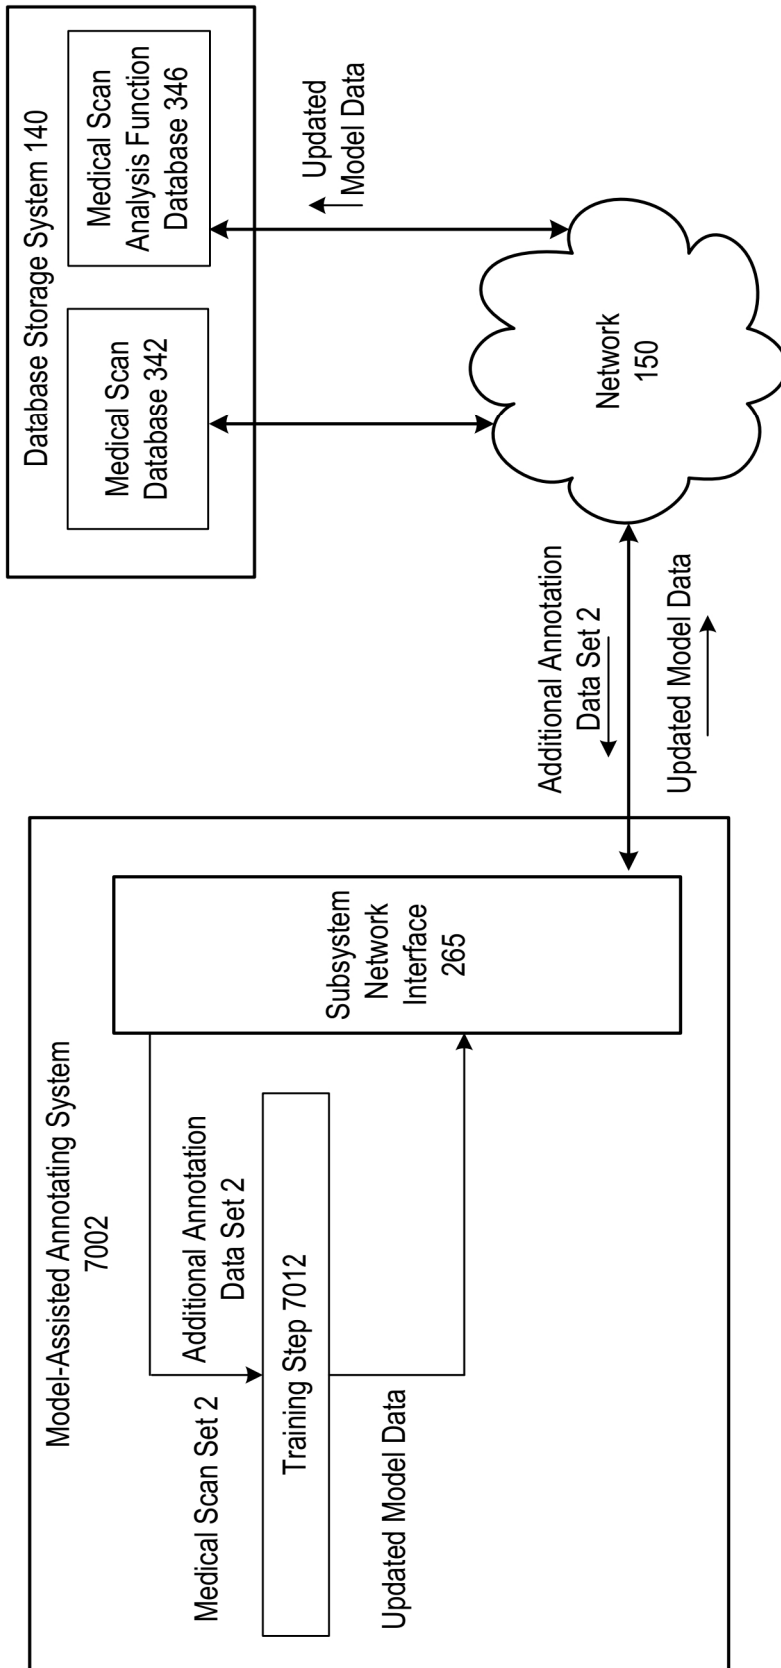 Model-Assisted Annotating System
7002
Medical Scan Set 2
Additional Annotation
Data Set 2
Training Step 7012
Updated Model Data
Subsystem
Network
Interface
265
Additional Annotation
Data Set 2
Updated Model Data
Database Storage System 140
Medical Scan
Database 342
Medical Scan
Analysis Function
Database 346
Updated
Model Data
Network
150